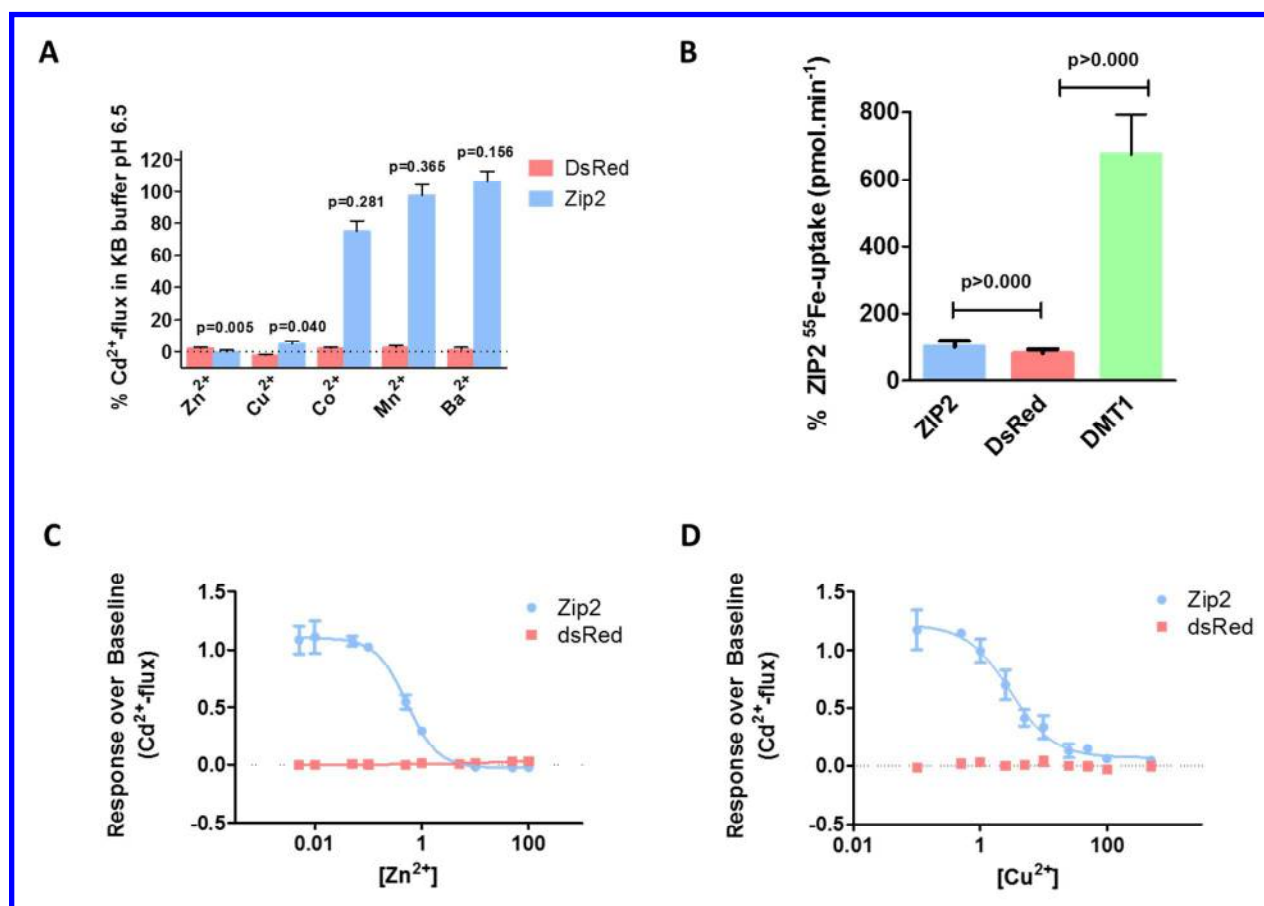 A
% Cd²⁺-flux in KB buffer pH 6.5
120
100
80
60
40
20
0
p=0.005
p=0.040
p=0.281
p=0.365
p=0.156
DsRed
Zip2
Zn²⁺
Cu²⁺
Co²⁺
Mn²⁺
Ba²⁺
B
% ZIP2 ⁵⁵Fe-uptake (pmol.min⁻¹)
800
600
400
200
0
p>0.000
p>0.000
ZIP2
DsRed
DMT1
C
Response over Baseline
(Cd²⁺-flux)
1.5
1.0
0.5
0.0
-0.5
Zip2
dsRed
0.01
1
100
[Zn²⁺]
D
Response over Baseline
(Cd²⁺-flux)
1.5
1.0
0.5
0.0
-0.5
Zip2
dsRed
0.01
1
100
[Cu²⁺]